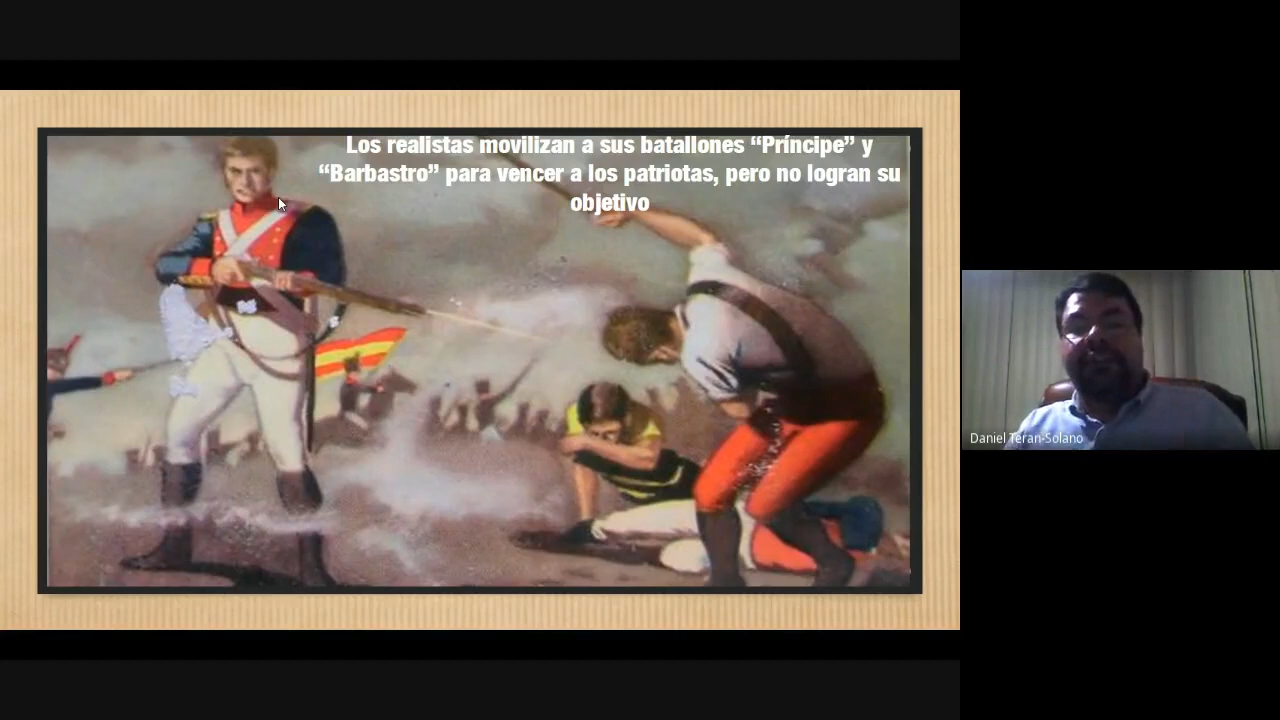 Los realistas movilizan a sus batallones “Príncipe” y
“Barbastro” para vencer a los patriotas, pero no logran su
objetivo
Daniel Teran-Solano